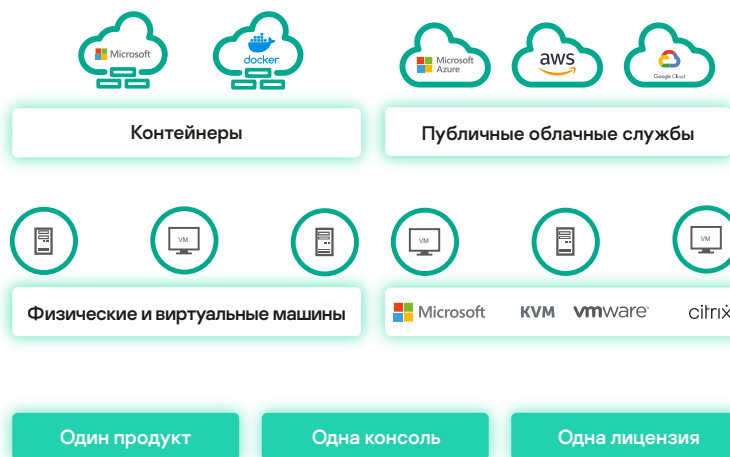 Microsoft
docker
Microsoft
Azure
aws
Google Cloud
Контейнеры
Публичные облачные службы
VM
VM
VM
Физические и виртуальные машины
Microsoft KVM vmware® citrix
Один продукт
Одна консоль
Одна лицензия